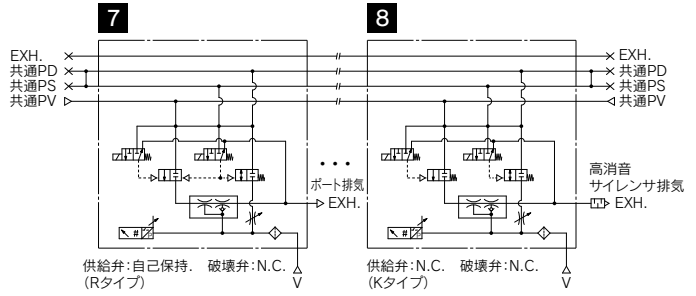 7
8
EXH.
共通PD
共通PS
共通PV
EXH.
共通PD
共通PS
共通PV
ポート排気
EXH.
高消音
サイレンサ排気
EXH.
#
#
V
V
供給弁:自己保持. 破壊弁:N.C.
(Rタイプ)
供給弁:N.C. 破壊弁:N.C.
(Kタイプ)